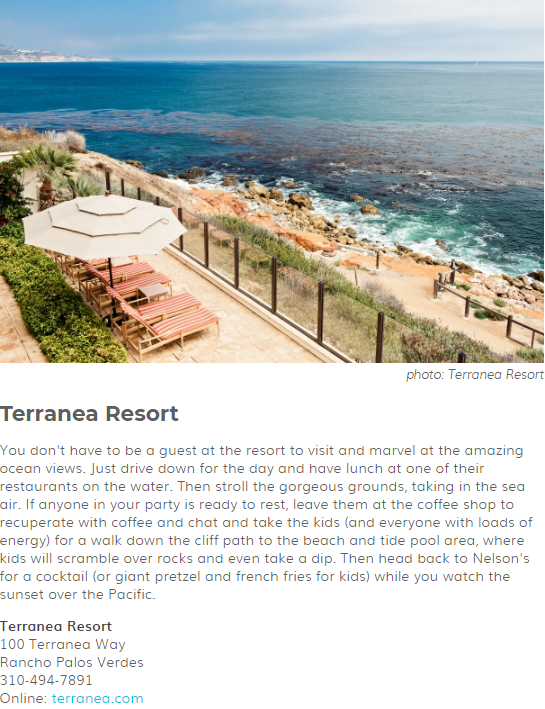 photo: Terranea Resort
Terranea Resort
You don't have to be a guest at the resort to visit and marvel at the amazing
ocean views. Just drive down for the day and have lunch at one of their
restaurants on the water. Then stroll the gorgeous grounds, taking in the sea
air. If anyone in your party is ready to rest, leave them at the coffee shop to
recuperate with coffee and chat and take the kids (and everyone with loads of
energy) for a walk down the cliff path to the beach and tide pool area, where
kids will scramble over rocks and even take a dip. Then head back to Nelson's
for a cocktail (or giant pretzel and french fries for kids) while you watch the
sunset over the Pacific.
Terranea Resort
100 Terranea Way
Rancho Palos Verdes
310-494-7891
Online: terranea.com